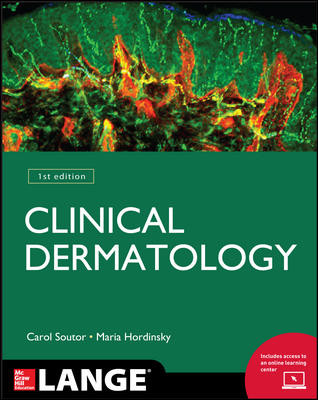 1st edition
CLINICAL
DERMATOLOGY
Carol Soutor • Maria Hordinsky
Includes access to
an online learning
center
Mc
Graw
Hill
Education
LANGE®